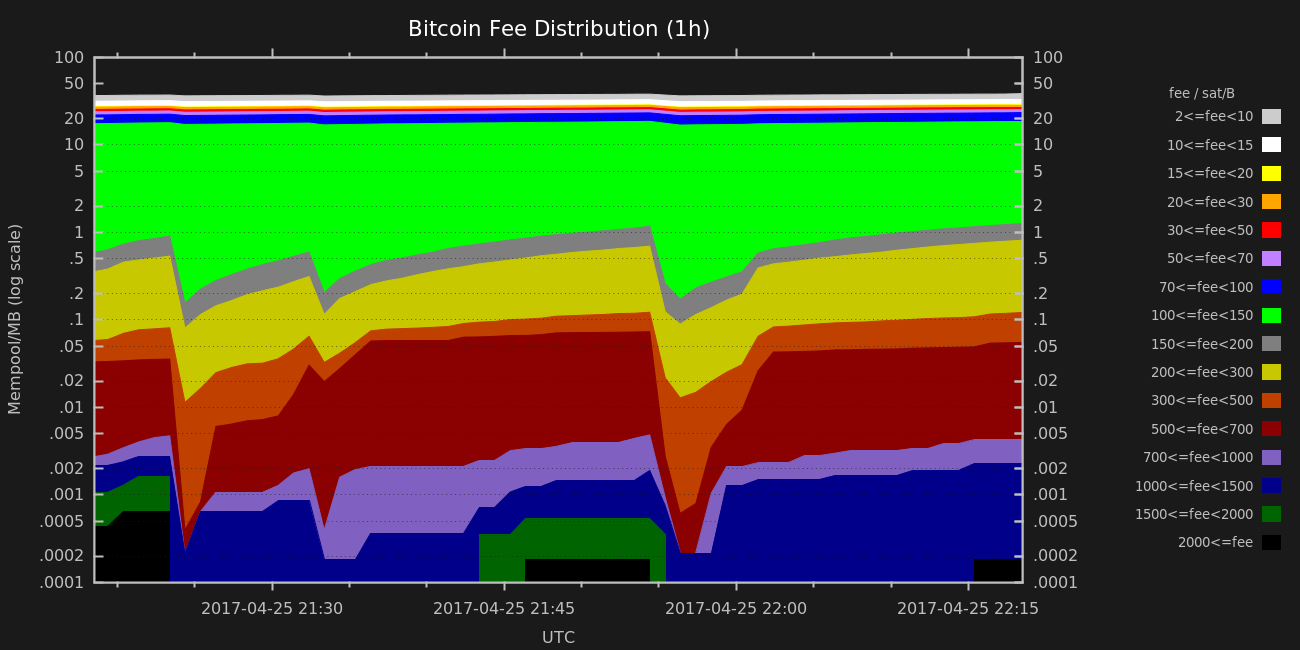 Bitcoin Fee Distribution (1h)
100 100
50 50
20 20
10 10
5 5
2 2
1 1
.5 .5
.2 .2
.1 .1
.05 .05
.02 .02
.01 .01
.005 .005
.002 .002
.001 .001
.0005 .0005
.0002 .0002
.0001 .0001
Mempool/MB (log scale)
2017-04-25 21:30 2017-04-25 21:45 2017-04-25 22:00 2017-04-25 22:15
UTC
fee / sat/B
2<=fee<10
10<=fee<15
15<=fee<20
20<=fee<30
30<=fee<50
50<=fee<70
70<=fee<100
100<=fee<150
150<=fee<200
200<=fee<300
300<=fee<500
500<=fee<700
700<=fee<1000
1000<=fee<1500
1500<=fee<2000
2000<=fee